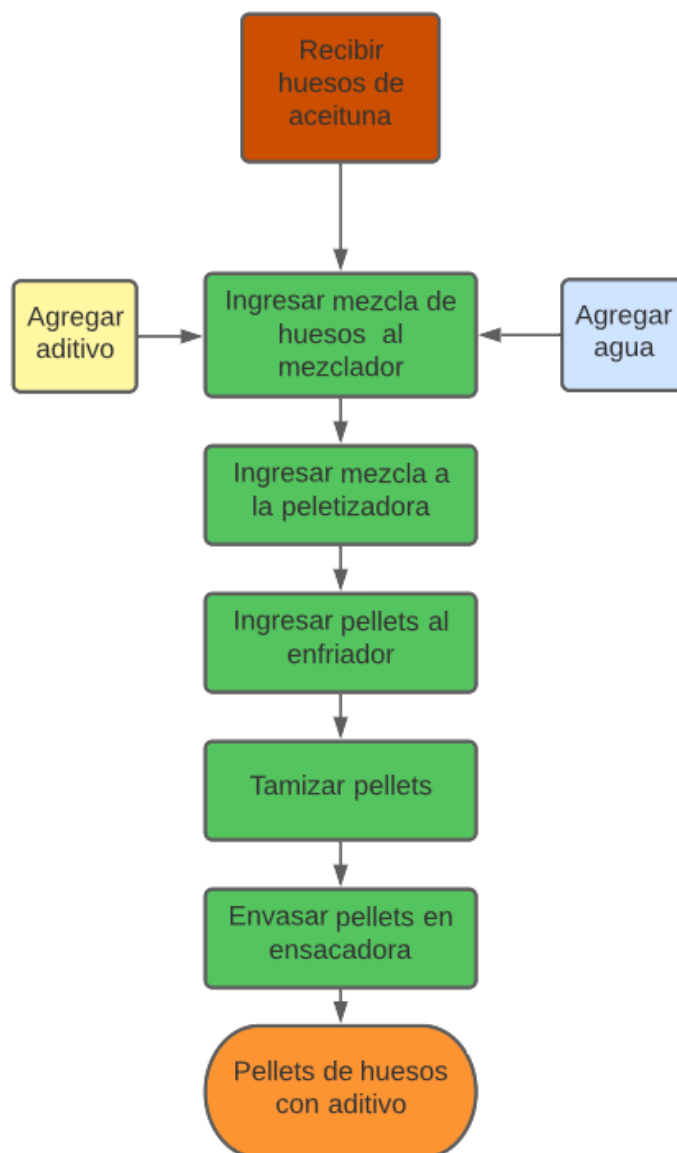 Recibir
huesos de
aceituna
Agregar
aditivo
Ingresar mezcla de
huesos al
mezclador
Agregar
agua
Ingresar mezcla a
la peletizadora
Ingresar pellets al
enfriador
Tamizar pellets
Envasar pellets en
ensacadora
Pellets de huesos
con aditivo